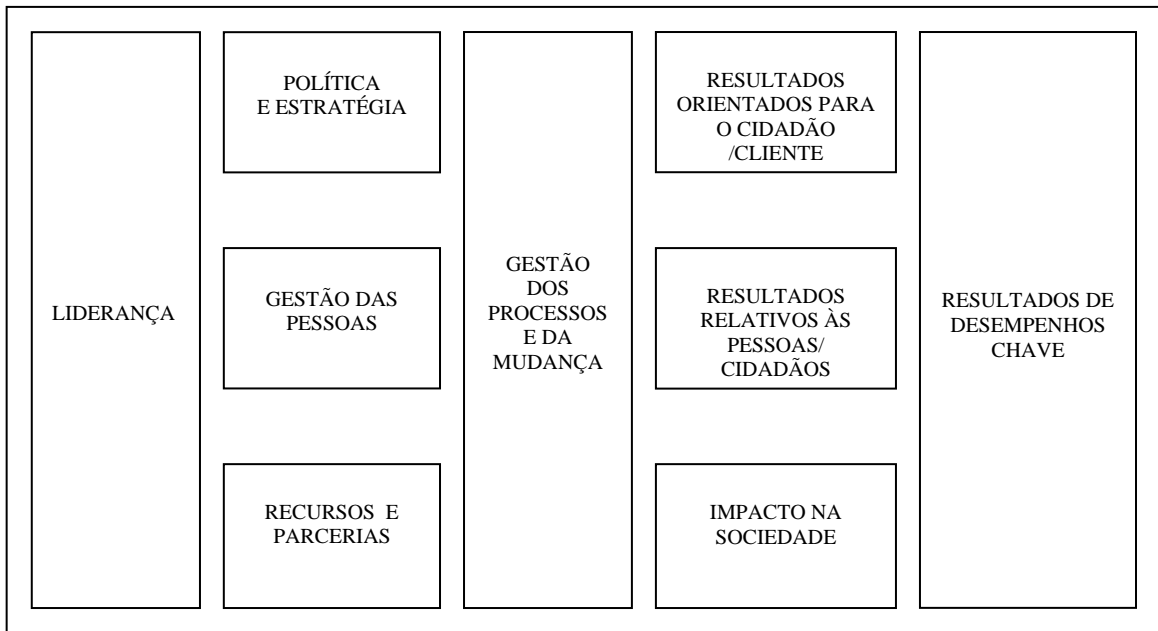 LIDERANÇA
POLÍTICA
E ESTRATÉGIA
GESTÃO DAS
PESSOAS
RECURSOS E
PARCERIAS
GESTÃO
DOS
PROCESSOS
E DA
MUDANÇA
RESULTADOS
ORIENTADOS PARA
O CIDADÃO
/CLIENTE
RESULTADOS
RELATIVOS ÀS
PESSOAS/
CIDADÃOS
IMPACTO NA
SOCIEDADE
RESULTADOS DE
DESEMPENHOS
CHAVE